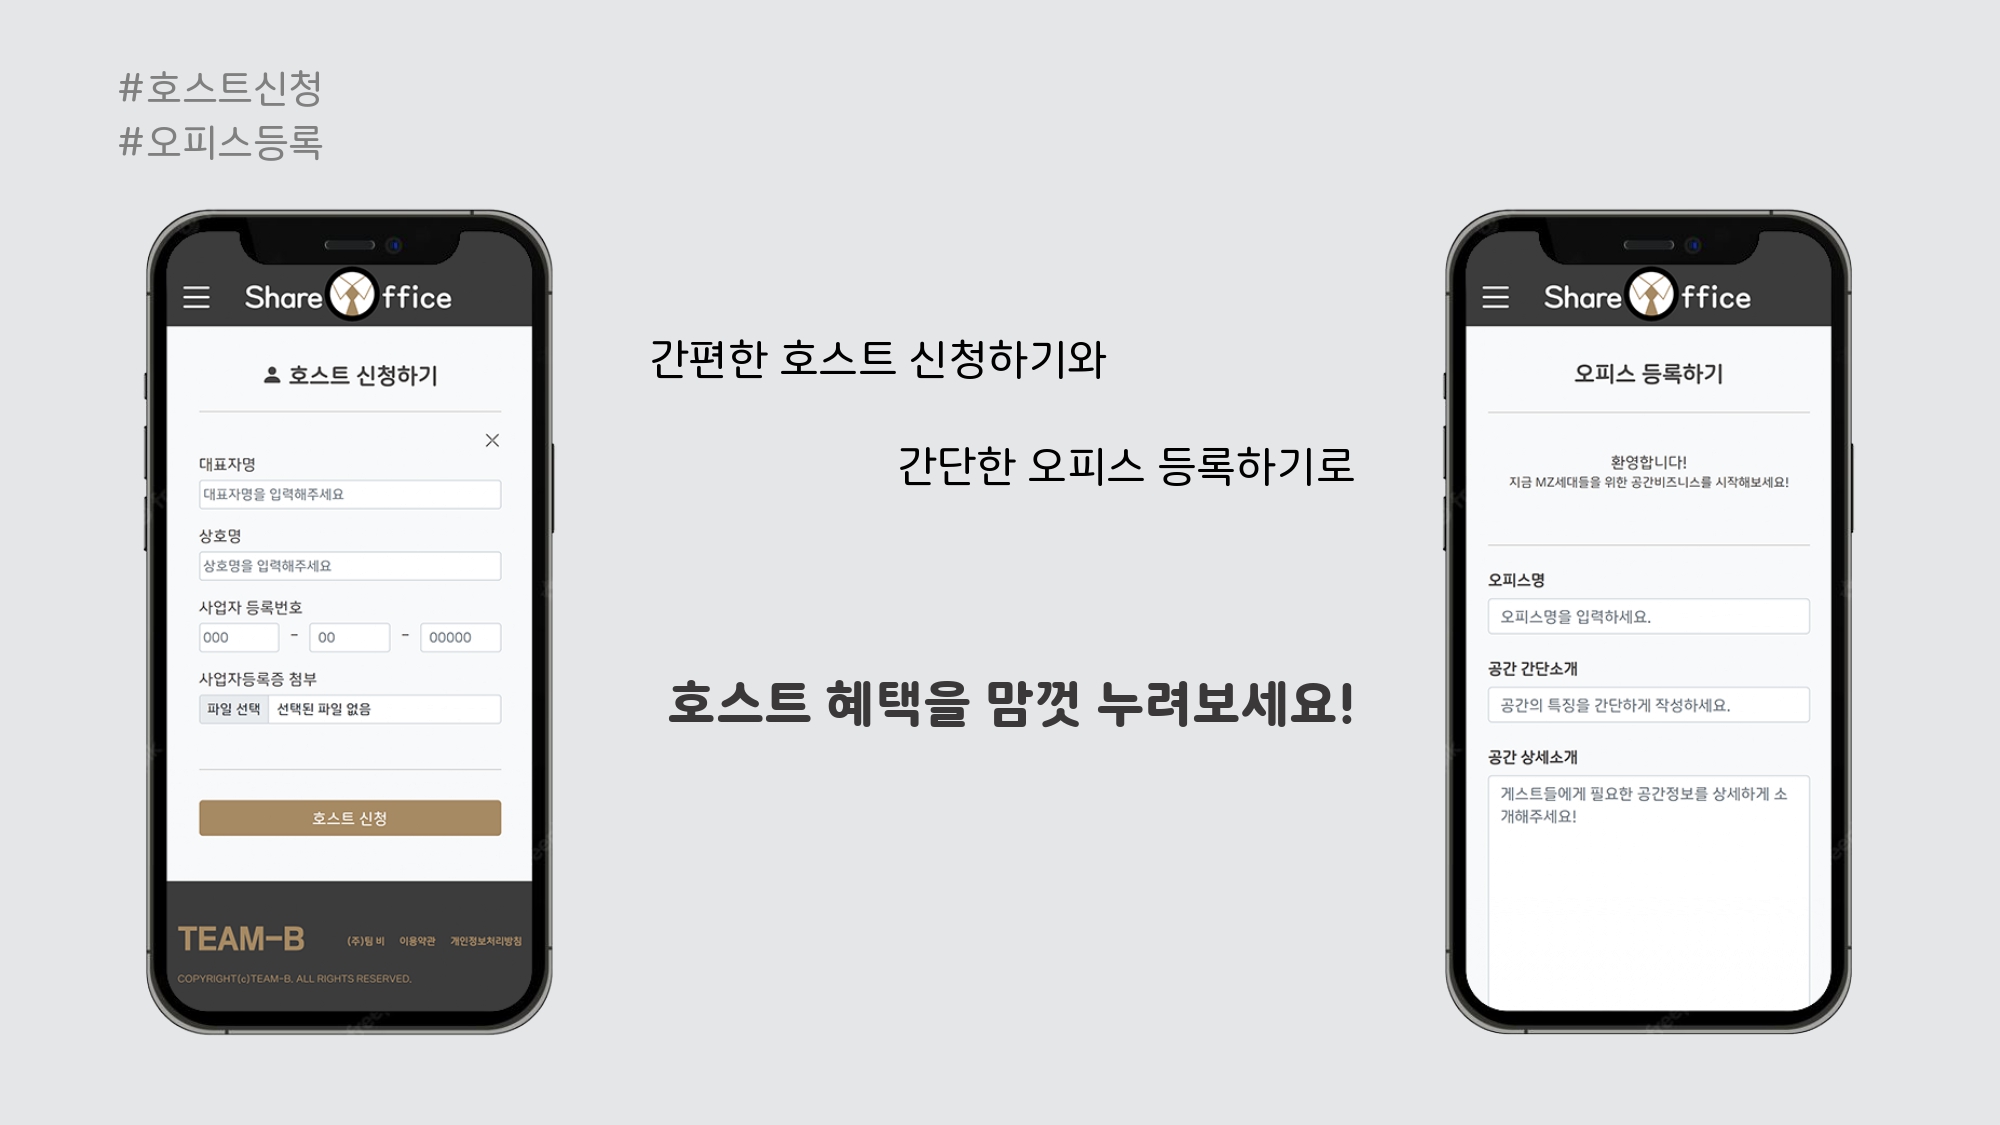 #호스트신청
#오피스등록
Share ffice
호스트 신청하기
대표자명
대표자명을 입력해주세요
상호명
상호명을 입력해주세요
사업자 등록번호
000 - 00 - 00000
사업자등록증 첨부
파일 선택 선택된 파일 없음
호스트 신청
TEAM-B (주)팀 비 이용약관 개인정보처리방침
COPYRIGHT(c)TEAM-B. ALL RIGHTS RESERVED.
간편한 호스트 신청하기와
간단한 오피스 등록하기로
호스트 혜택을 맘껏 누려보세요!
Share ffice
오피스 등록하기
환영합니다!
지금 MZ세대들을 위한 공간비즈니스를 시작해보세요!
오피스명
오피스명을 입력하세요.
공간 간단소개
공간의 특징을 간단하게 작성하세요.
공간 상세소개
게스트들에게 필요한 공간정보를 상세하게 소
개해주세요!